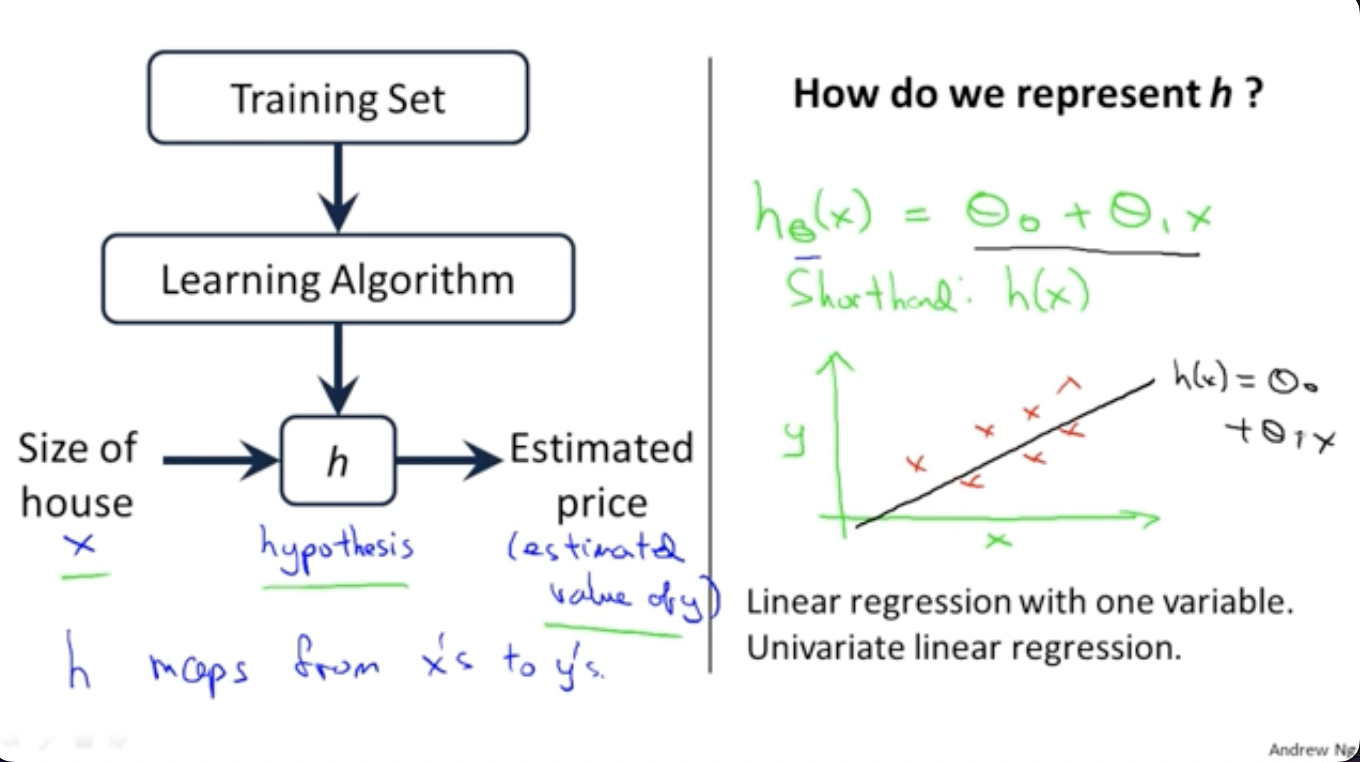 Training Set
Learning Algorithm
Size of
house
h
Estimated
price
x
hypothesis
(estimated
value of y)
h maps from x's to y's.
How do we represent h ?
hθ(x) = θ₀ + θ₁x
Shorthand: h(x)
y
x
h(x) = θ₀
+ θ₁x
Linear regression with one variable.
Univariate linear regression.
Andrew Ng